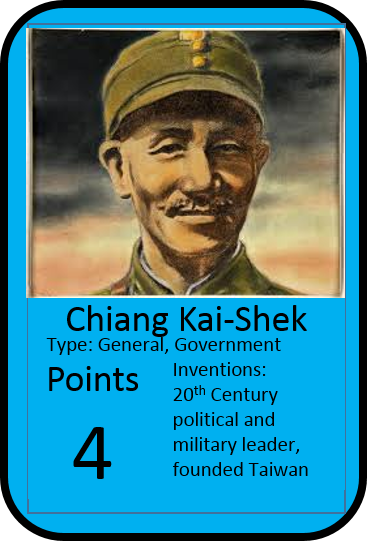 Chiang Kai-Shek
Type: General, Government
Points
4
Inventions:
20th Century
political and
military leader,
founded Taiwan